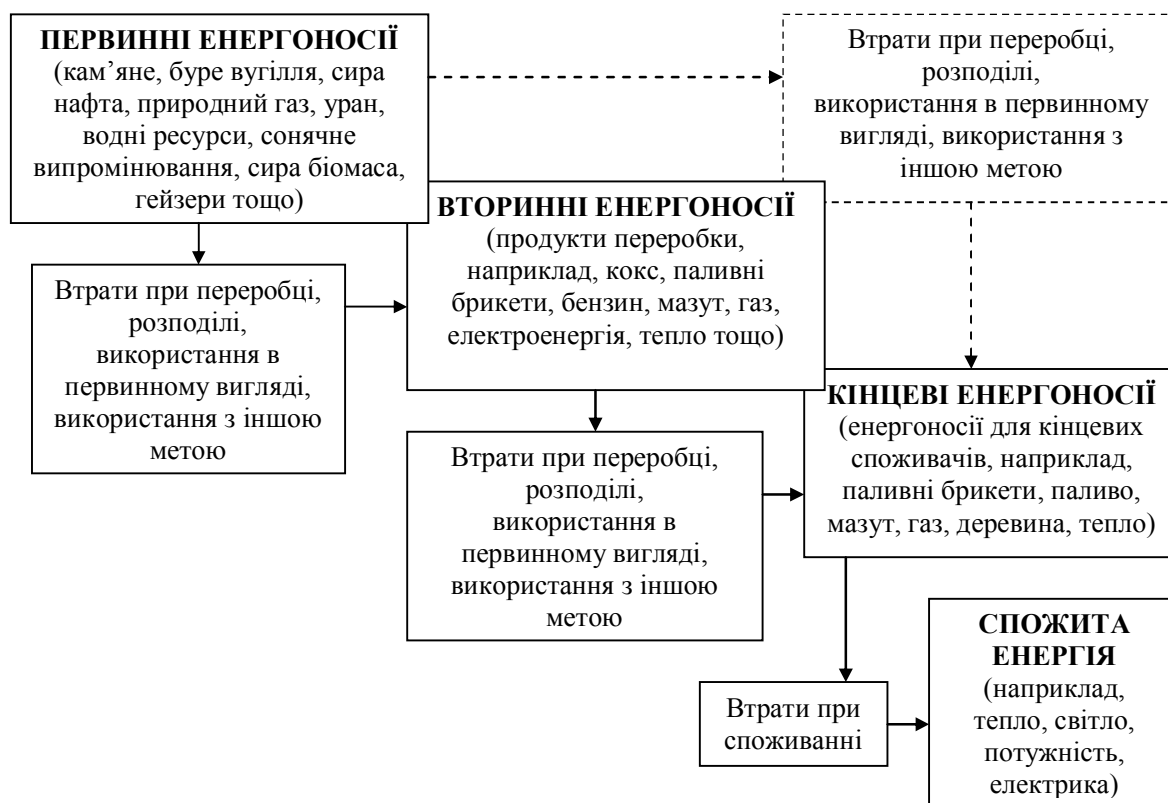 ПЕРВИННІ ЕНЕРГОНОСІЇ
(кам’яне, буре вугілля, сира
нафта, природний газ, уран,
водні ресурси, сонячне
випромінювання, сира біомаса,
гейзери тощо)
Втрати при переробці,
розподілі,
використання в первинному
вигляді, використання з
іншою метою
ВТОРИННІ ЕНЕРГОНОСІЇ
(продукти переробки,
наприклад, кокс, паливні
брикети, бензин, мазут, газ,
електроенергія, тепло тощо)
Втрати при переробці,
розподілі,
використання в
первинному вигляді,
використання з іншою
метою
КІНЦЕВІ ЕНЕРГОНОСІЇ
(енергоносії для кінцевих
споживачів, наприклад,
паливні брикети, паливо,
мазут, газ, деревина, тепло)
Втрати при переробці,
розподілі,
використання в
первинному вигляді,
використання з іншою
метою
СПОЖИТА
ЕНЕРГІЯ
(наприклад,
тепло, світло,
потужність,
електрика)
Втрати при
споживанні